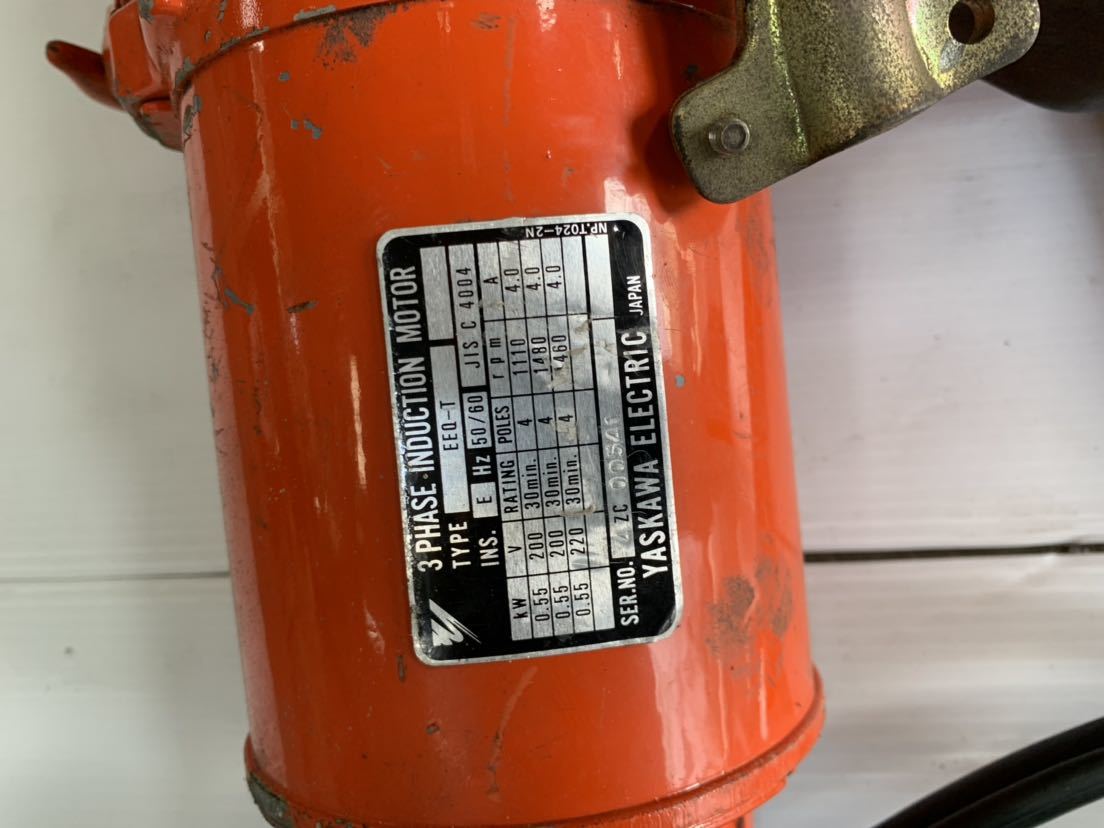 3 PHASE INDUCTION MOTOR
TYPE EEQ-T
INS. E Hz 50/60 JIS C 4004
kW V RATING POLES rpm A
0.55 200 30min. 4 1110 4.0
0.55 200 30min. 4 1480 4.0
0.55 220 30min. 4 1460 4.0
SER.NO. ZC
YASKAWA ELECTRIC JAPAN
NP.T024-2N